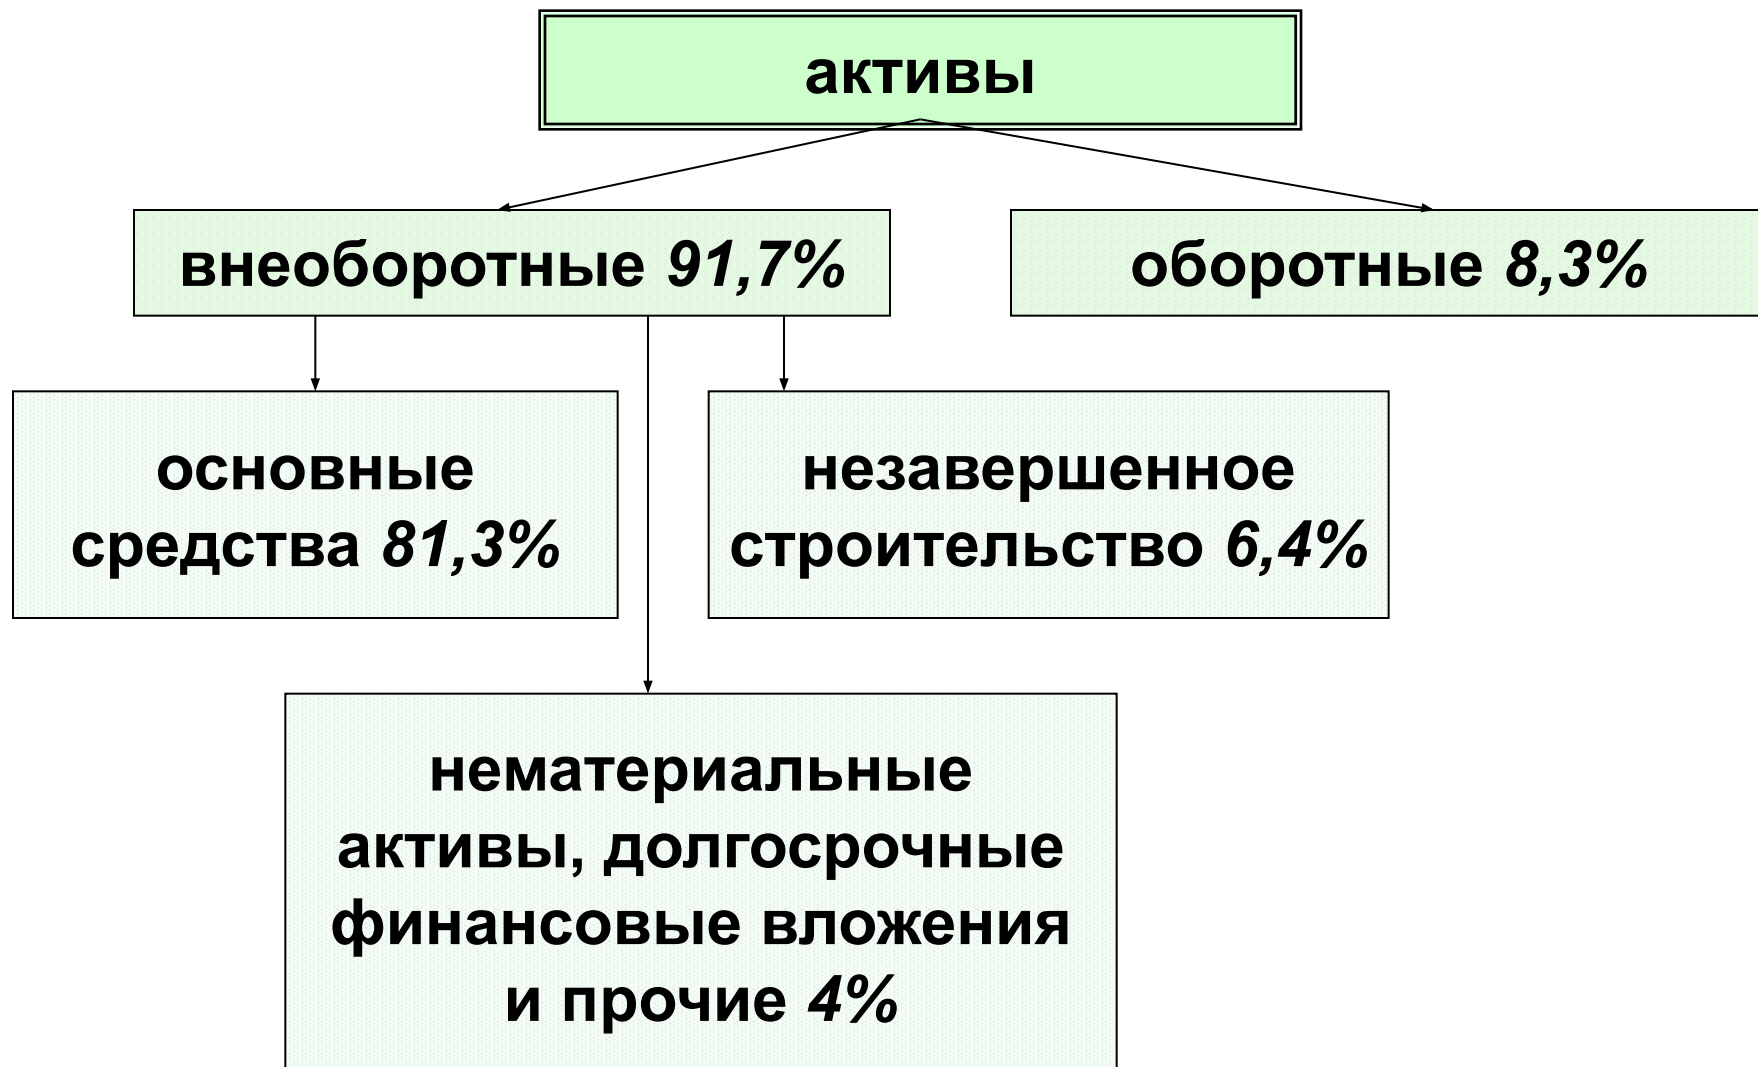 активы
внеоборотные 91,7%
оборотные 8,3%
основные
средства 81,3%
незавершенное
строительство 6,4%
нематериальные
активы, долгосрочные
финансовые вложения
и прочие 4%